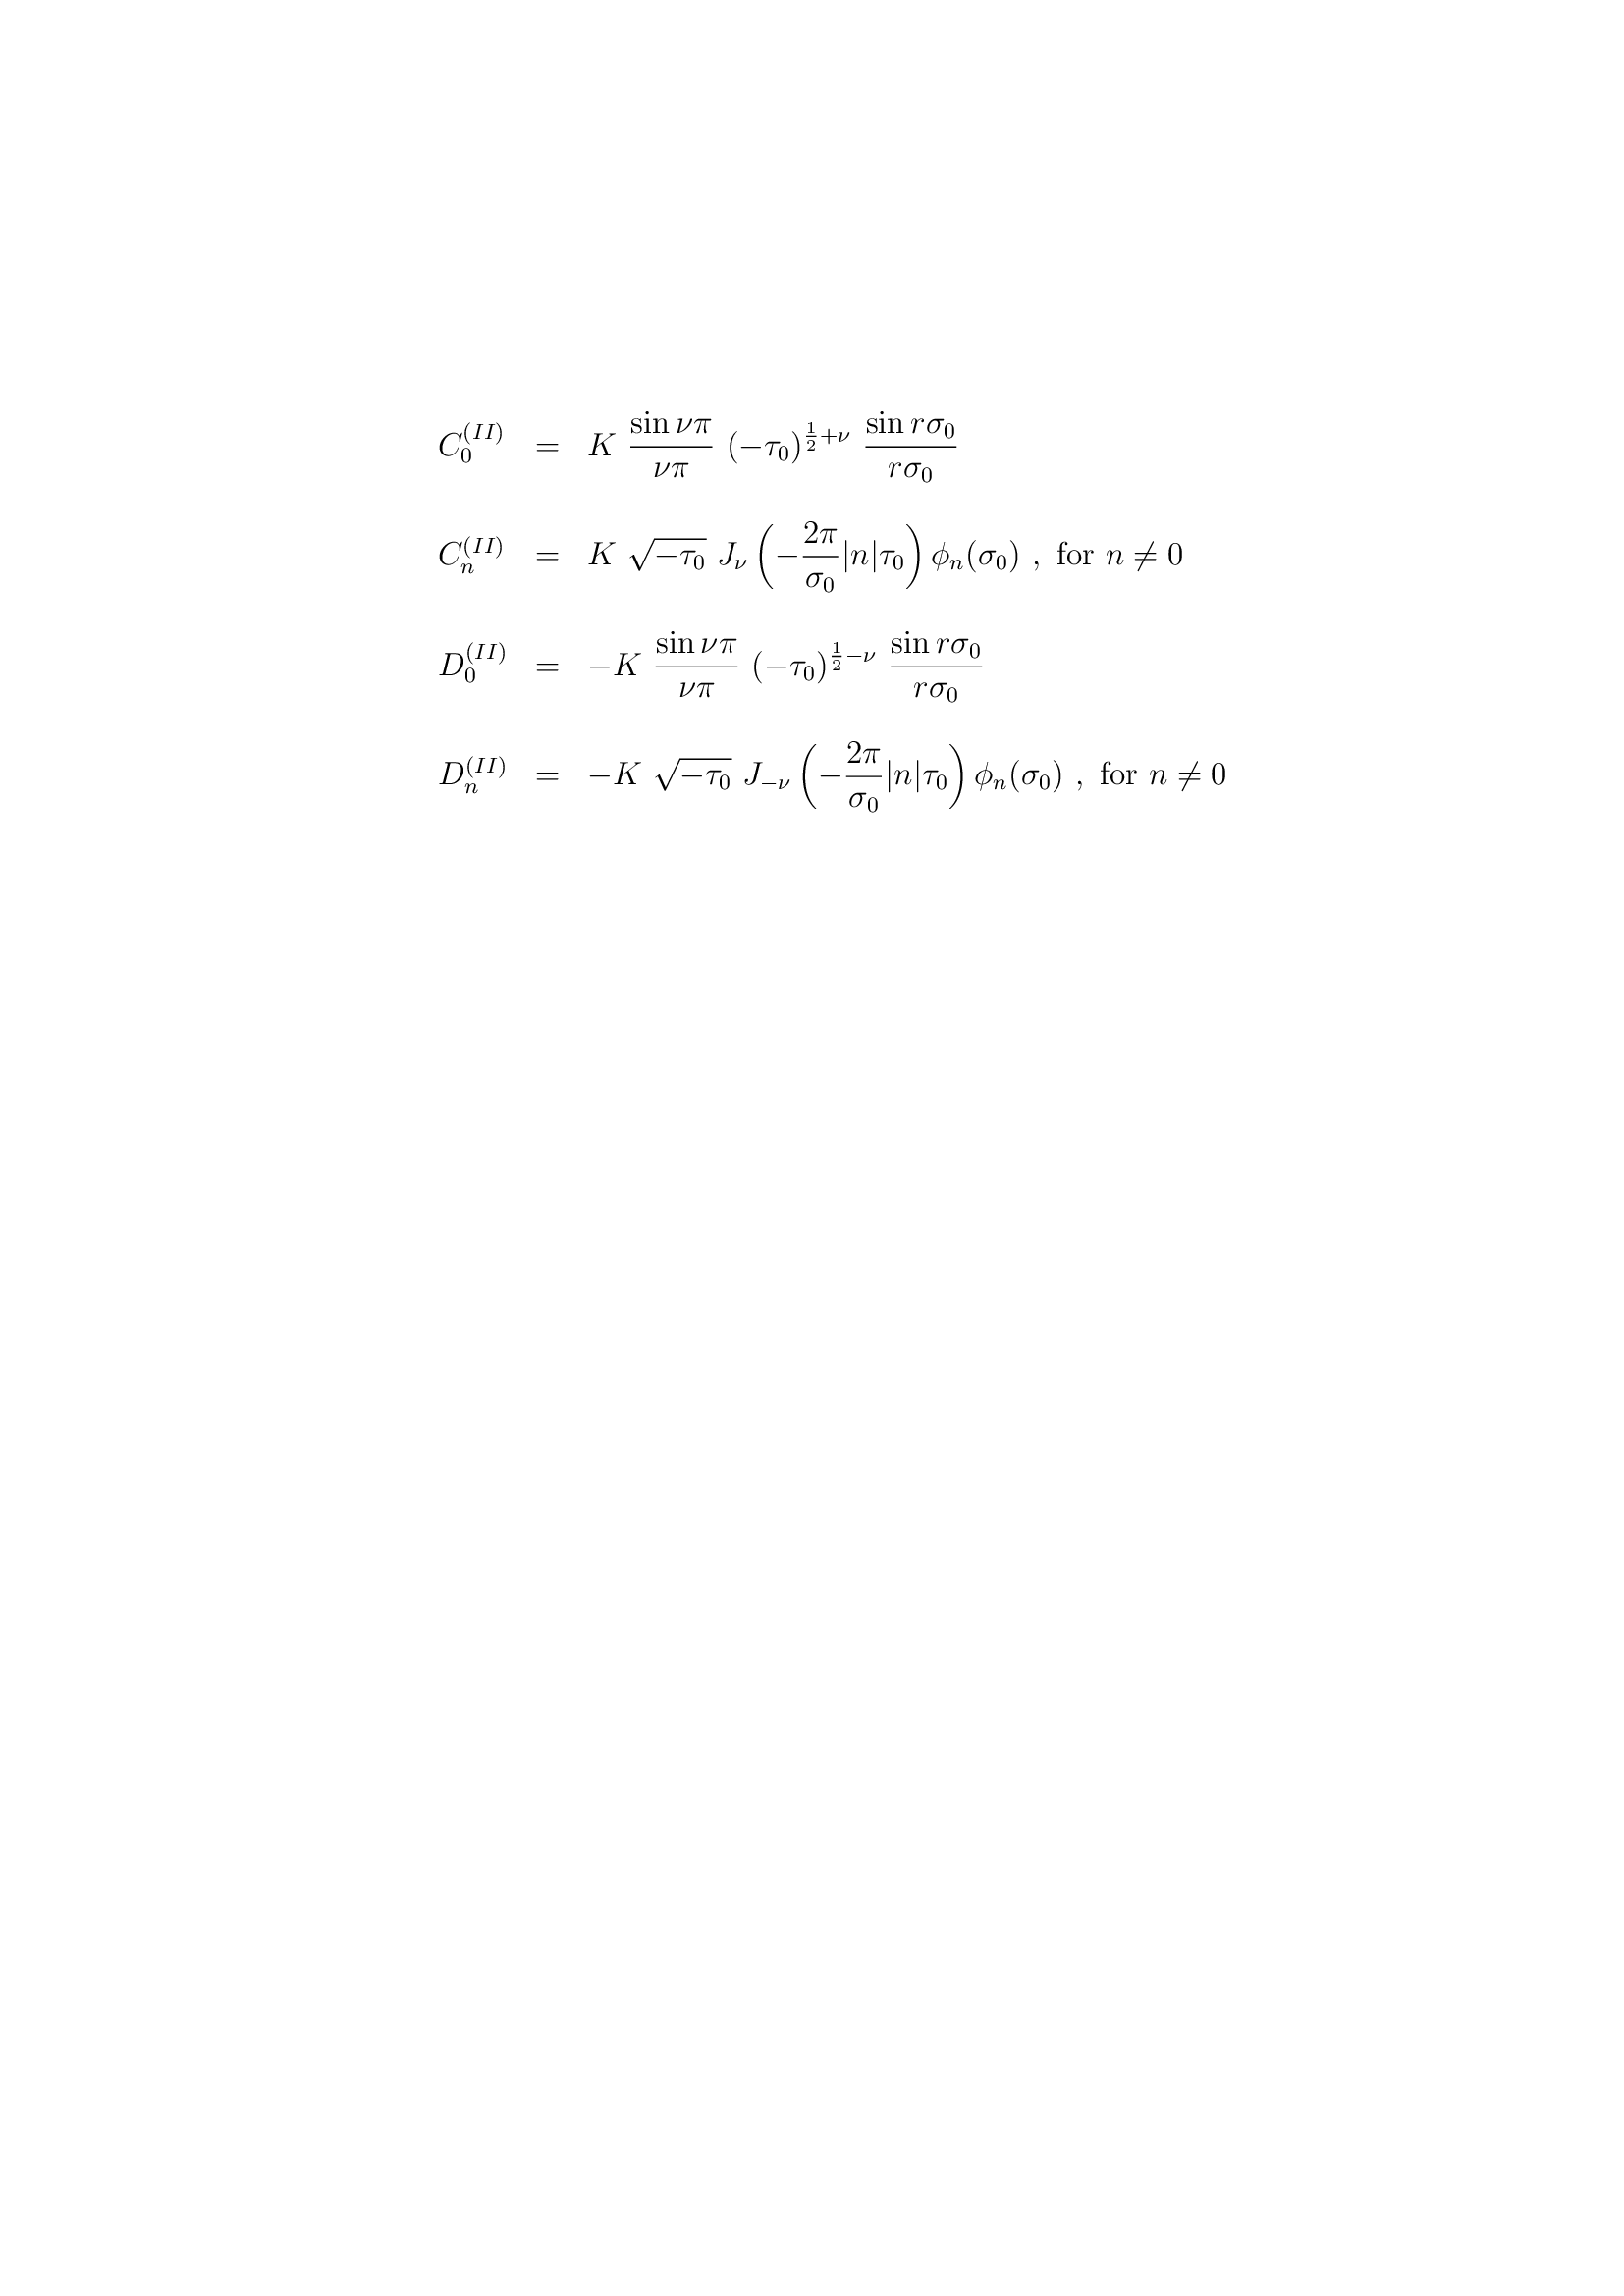 $C_0^{(II)} = K \ \frac{\sin \nu\pi}{\nu\pi} \ (-\tau_0)^{\frac{1}{2}+\nu} \ \frac{\sin r\sigma_0}{r\sigma_0}$
$C_n^{(II)} = K \ \sqrt{-\tau_0} \ J_\nu \left( -\frac{2\pi}{\sigma_0} |n| \tau_0 \right) \phi_n(\sigma_0) \ , \text{ for } n \neq 0$
$D_0^{(II)} = -K \ \frac{\sin \nu\pi}{\nu\pi} \ (-\tau_0)^{\frac{1}{2}-\nu} \ \frac{\sin r\sigma_0}{r\sigma_0}$
$D_n^{(II)} = -K \ \sqrt{-\tau_0} \ J_{-\nu} \left( -\frac{2\pi}{\sigma_0} |n| \tau_0 \right) \phi_n(\sigma_0) \ , \text{ for } n \neq 0$